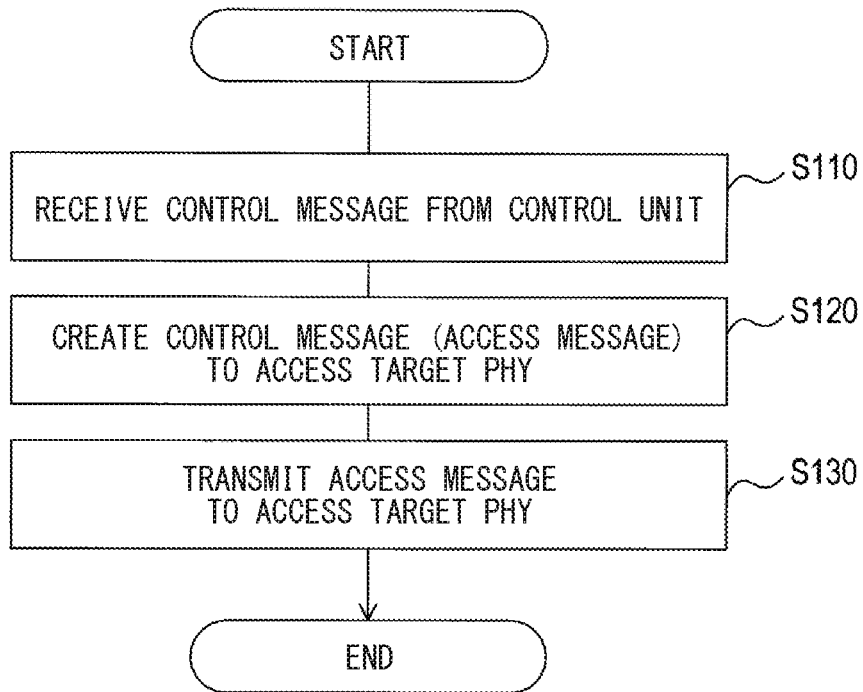 START
RECEIVE CONTROL MESSAGE FROM CONTROL UNIT
S110
CREATE CONTROL MESSAGE (ACCESS MESSAGE)
TO ACCESS TARGET PHY
S120
TRANSMIT ACCESS MESSAGE
TO ACCESS TARGET PHY
S130
END